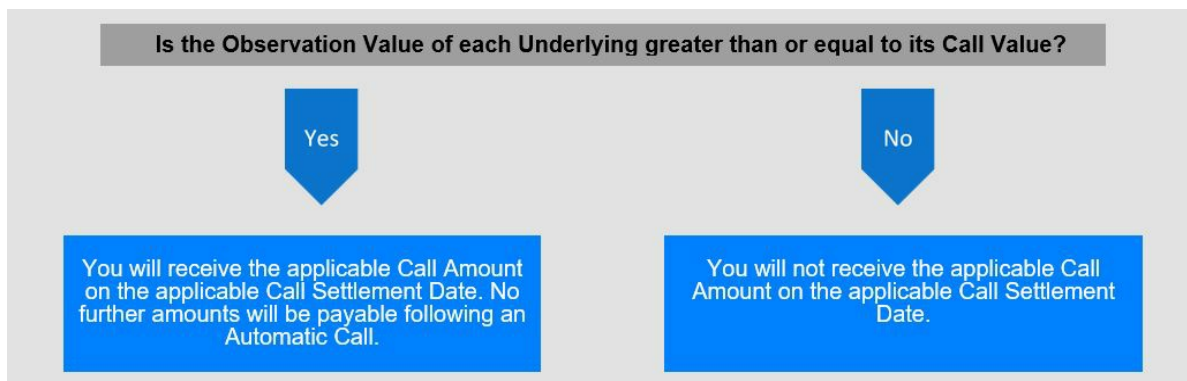 Is the Observation Value of each Underlying greater than or equal to its Call Value?
Yes
No
You will receive the applicable Call Amount
on the applicable Call Settlement Date. No
further amounts will be payable following an
Automatic Call.
You will not receive the applicable Call
Amount on the applicable Call Settlement
Date.